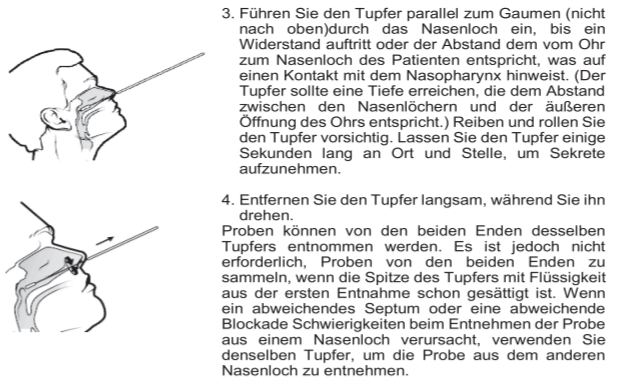 3. Führen Sie den Tupfer parallel zum Gaumen (nicht
nach oben)durch das Nasenloch ein, bis ein
Widerstand auftritt oder der Abstand dem vom Ohr
zum Nasenloch des Patienten entspricht, was auf
einen Kontakt mit dem Nasopharynx hinweist. (Der
Tupfer sollte eine Tiefe erreichen, die dem Abstand
zwischen den Nasenlöchern und der äußeren
Öffnung des Ohrs entspricht.) Reiben und rollen Sie
den Tupfer vorsichtig. Lassen Sie den Tupfer einige
Sekunden lang an Ort und Stelle, um Sekrete
aufzunehmen.
4. Entfernen Sie den Tupfer langsam, während Sie ihn
drehen.
Proben können von den beiden Enden desselben
Tupfers entnommen werden. Es ist jedoch nicht
erforderlich, Proben von den beiden Enden zu
sammeln, wenn die Spitze des Tupfers mit Flüssigkeit
aus der ersten Entnahme schon gesättigt ist. Wenn
ein abweichendes Septum oder eine abweichende
Blockade Schwierigkeiten beim Entnehmen der Probe
aus einem Nasenloch verursacht, verwenden Sie
denselben Tupfer, um die Probe aus dem anderen
Nasenloch zu entnehmen.